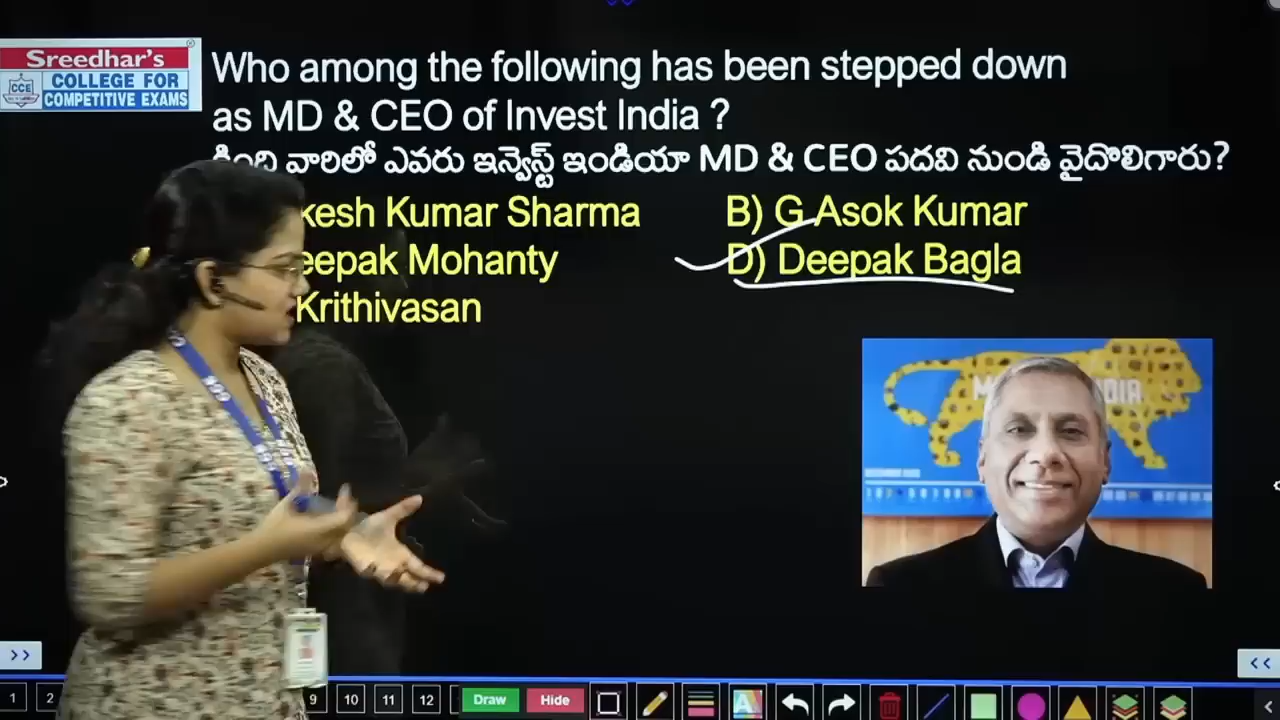 Sreedhar's
CCE
COLLEGE FOR
COMPETITIVE EXAMS
Who among the following has been stepped down
as MD & CEO of Invest India ?
కింది వారిలో ఎవరు ఇన్వెస్ట్ ఇండియా MD & CEO పదవి నుండి వైదొలిగారు?
kesh Kumar Sharma
B) G Asok Kumar
eepak Mohanty
D) Deepak Bagla
Krithivasan
>>
<<
1 2 9 10 11 12 Draw Hide